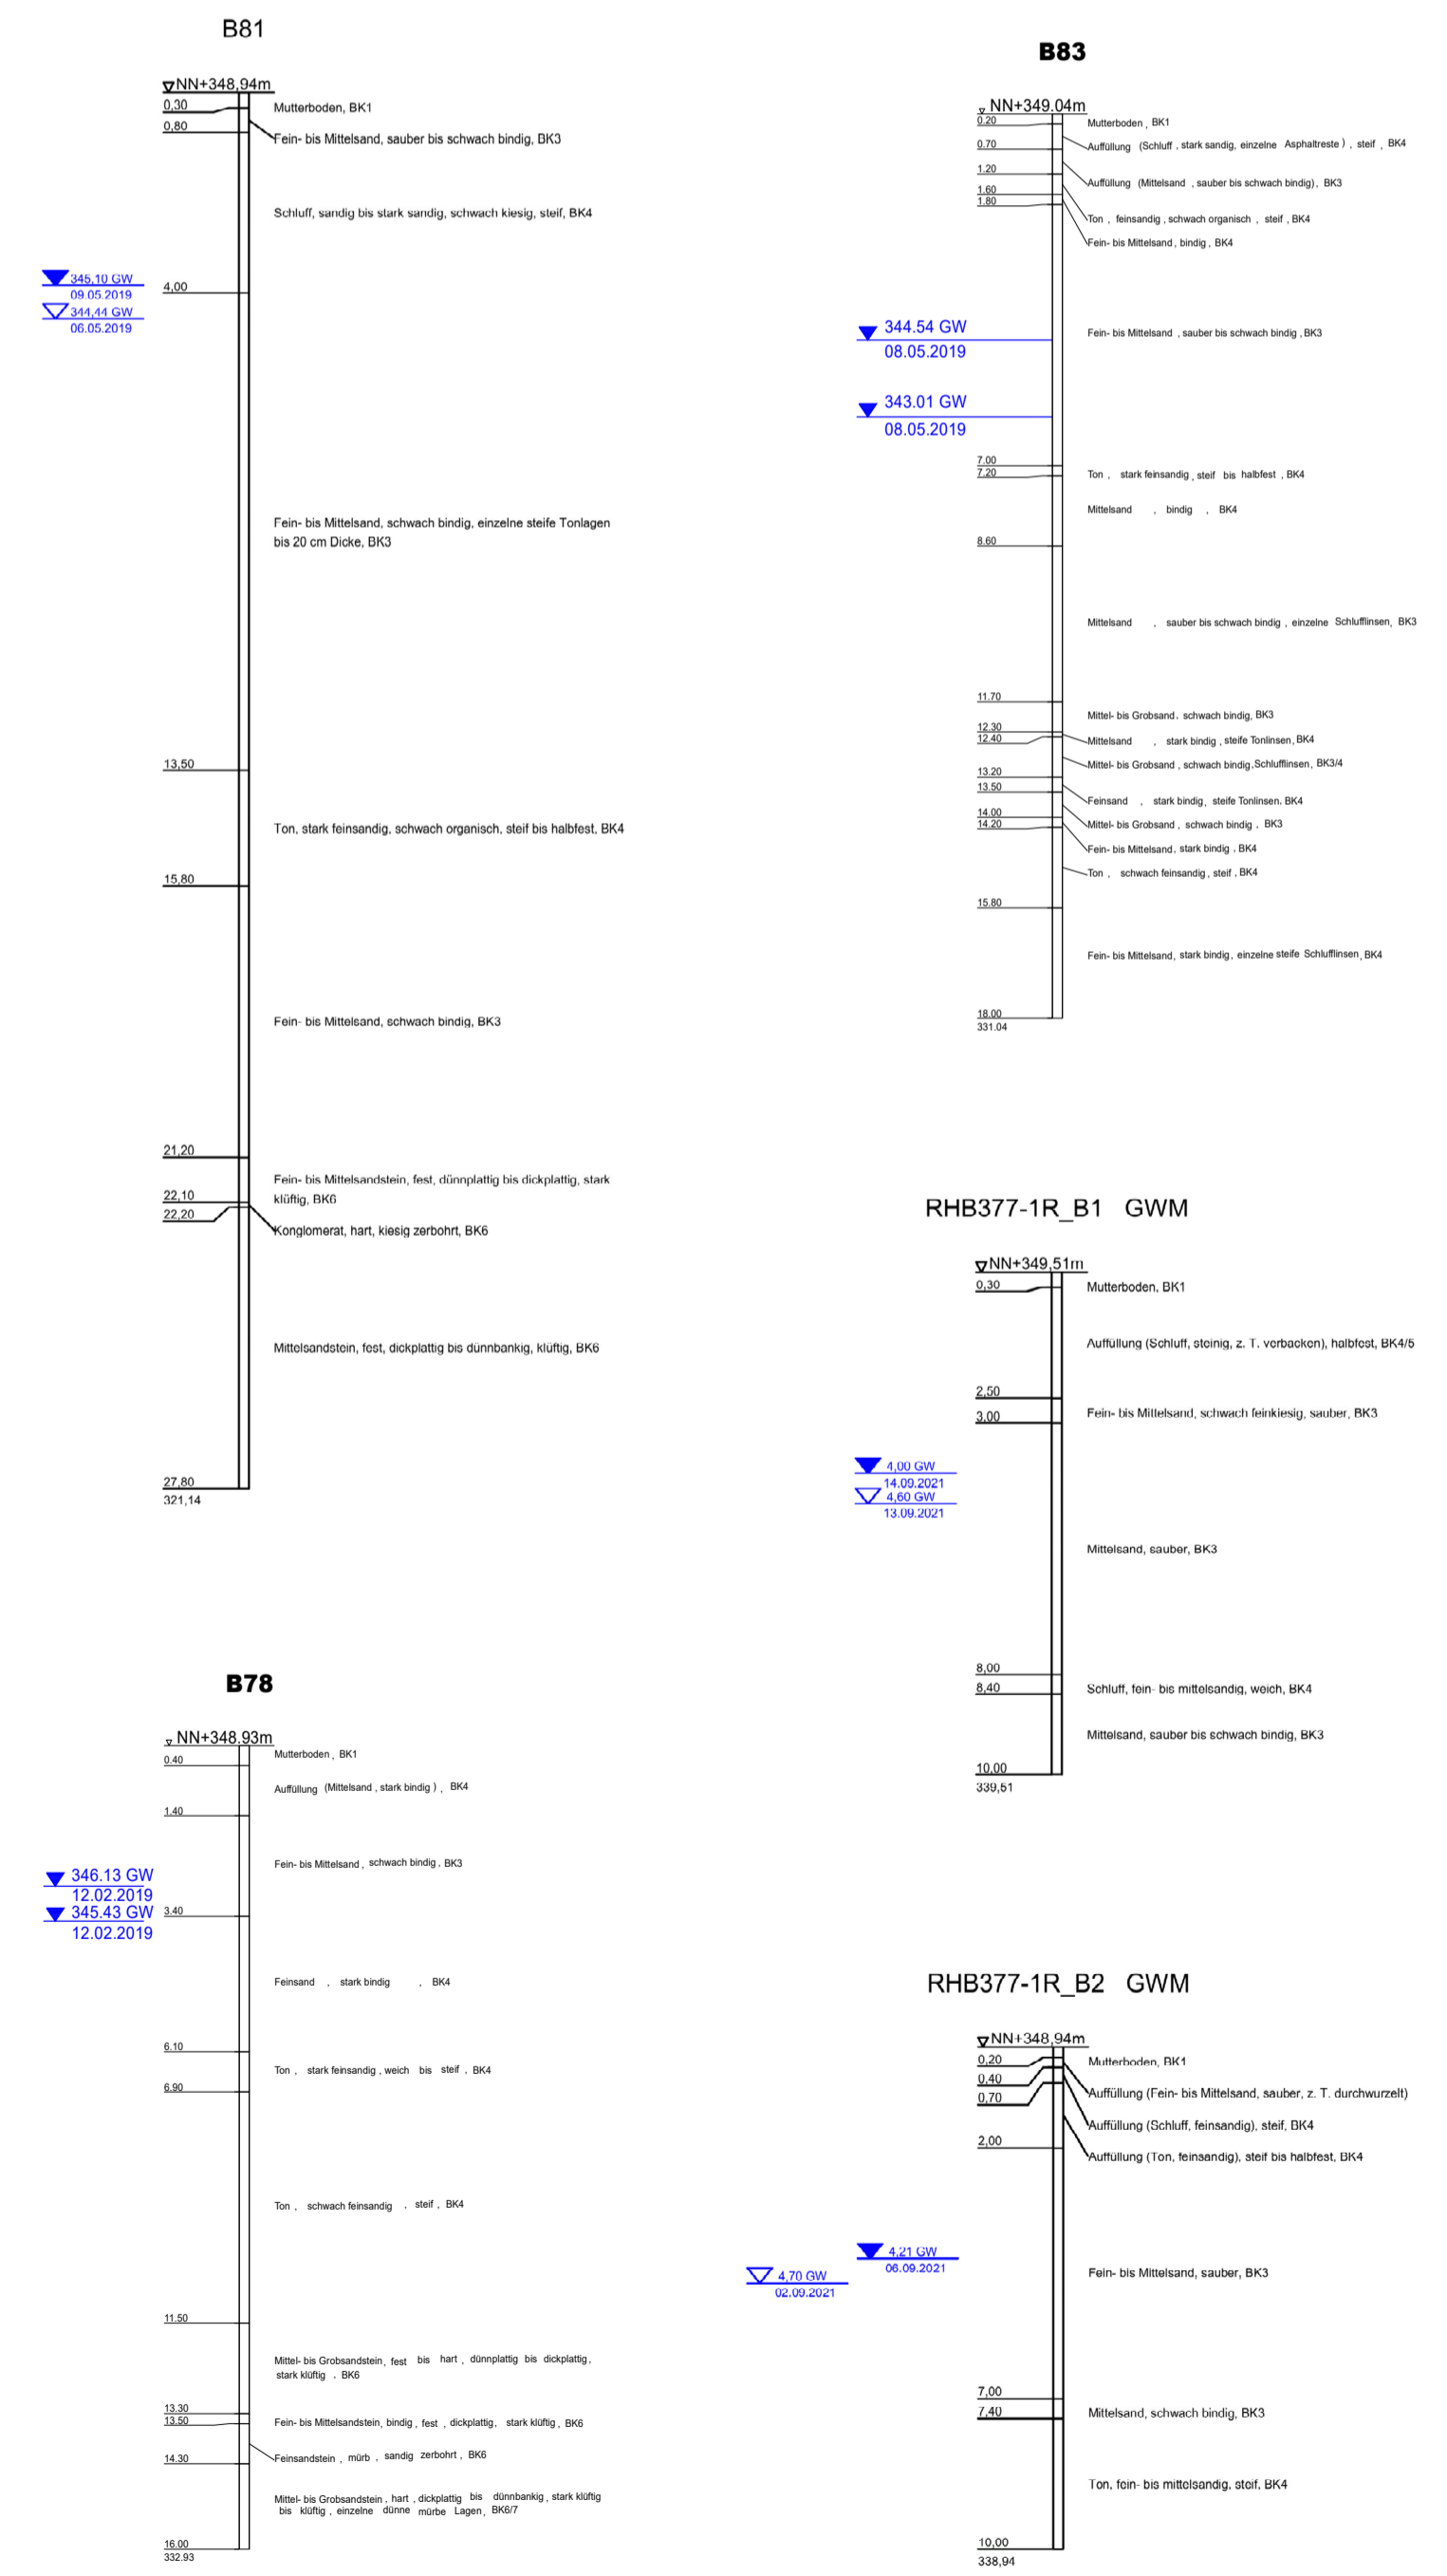 B81
NN+348,94m
0,30
Mutterboden, BK1
0,80
Fein- bis Mittelsand, sauber bis schwach bindig, BK3
Schluff, sandig bis stark sandig, schwach kiesig, steif, BK4
345,10 GW
09.05.2019
344,44 GW
06.05.2019
4,00
Fein- bis Mittelsand, schwach bindig, einzelne steife Tonlagen
bis 20 cm Dicke, BK3
13,50
Ton, stark feinsandig, schwach organisch, steif bis halbfest, BK4
15,80
Fein- bis Mittelsand, schwach bindig, BK3
21,20
Fein- bis Mittelsandstein, fest, dünnplattig bis dickplattig, stark
klüftig, BK6
22,10
22,20
Konglomerat, hart, kiesig zerbohrt, BK6
Mittelsandstein, fest, dickplattig bis dünnbankig, klüftig, BK6
27,80
321,14
B78
NN+348.93m
0.40
Mutterboden, BK1
Auffüllung (Mittelsand, stark bindig), BK4
1.40
Fein- bis Mittelsand, schwach bindig, BK3
346.13 GW
12.02.2019
345.43 GW
12.02.2019
3.40
Feinsand, stark bindig, BK4
6.10
Ton, stark feinsandig, weich bis steif, BK4
6.90
Ton, schwach feinsandig, steif, BK4
11.50
Mittel- bis Grobsandstein, fest bis hart, dünnplattig bis dickplattig,
stark klüftig, BK6
13.30
13.50
Fein- bis Mittelsandstein, bindig, fest, dickplattig, stark klüftig, BK6
Feinsandstein, mürb, sandig zerbohrt, BK6
14.30
Mittel- bis Grobsandstein, hart, dickplattig bis dünnbankig, stark klüftig
bis klüftig, einzelne dünne mürbe Lagen, BK6/7
16.00
332.93
B83
NN+349.04m
0.20
Mutterboden, BK1
0.70
Auffüllung (Schluff, stark sandig, einzelne Asphaltreste), steif, BK4
1.20
Auffüllung (Mittelsand, sauber bis schwach bindig), BK3
1.60
1.80
Ton, feinsandig, schwach organisch, steif, BK4
Fein- bis Mittelsand, bindig, BK4
344.54 GW
08.05.2019
Fein- bis Mittelsand, sauber bis schwach bindig, BK3
343.01 GW
08.05.2019
7.00
7.20
Ton, stark feinsandig, steif bis halbfest, BK4
Mittelsand, bindig, BK4
8.60
Mittelsand, sauber bis schwach bindig, einzelne Schlufflinsen, BK3
11.70
Mittel- bis Grobsand, schwach bindig, BK3
12.30
12.40
Mittelsand, stark bindig, steife Tonlinsen, BK4
Mittel- bis Grobsand, schwach bindig, Schlufflinsen, BK3/4
13.20
13.50
Feinsand, stark bindig, steife Tonlinsen, BK4
14.00
14.20
Mittel- bis Grobsand, schwach bindig, BK3
Fein- bis Mittelsand, stark bindig, BK4
Ton, schwach feinsandig, steif, BK4
15.80
Fein- bis Mittelsand, stark bindig, einzelne steife Schlufflinsen, BK4
18.00
331.04
RHB377-1R_B1 GWM
NN+349,51m
0,30
Mutterboden, BK1
Auffüllung (Schluff, steinig, z. T. verbacken), halbfest, BK4/5
2,50
Fein- bis Mittelsand, schwach feinkiesig, sauber, BK3
3,00
4,00 GW
14.09.2021
4,60 GW
13.09.2021
Mittelsand, sauber, BK3
8,00
8,40
Schluff, fein- bis mittelsandig, weich, BK4
Mittelsand, sauber bis schwach bindig, BK3
10,00
339,51
RHB377-1R_B2 GWM
NN+348,94m
0,20
Mutterboden, BK1
0,40
Auffüllung (Fein- bis Mittelsand, sauber, z. T. durchwurzelt)
0,70
Auffüllung (Schluff, feinsandig), steif, BK4
2,00
Auffüllung (Ton, feinsandig), steif bis halbfest, BK4
4,21 GW
06.09.2021
4,70 GW
02.09.2021
Fein- bis Mittelsand, sauber, BK3
7,00
7,40
Mittelsand, schwach bindig, BK3
Ton, fein- bis mittelsandig, steif, BK4
10,00
338,94